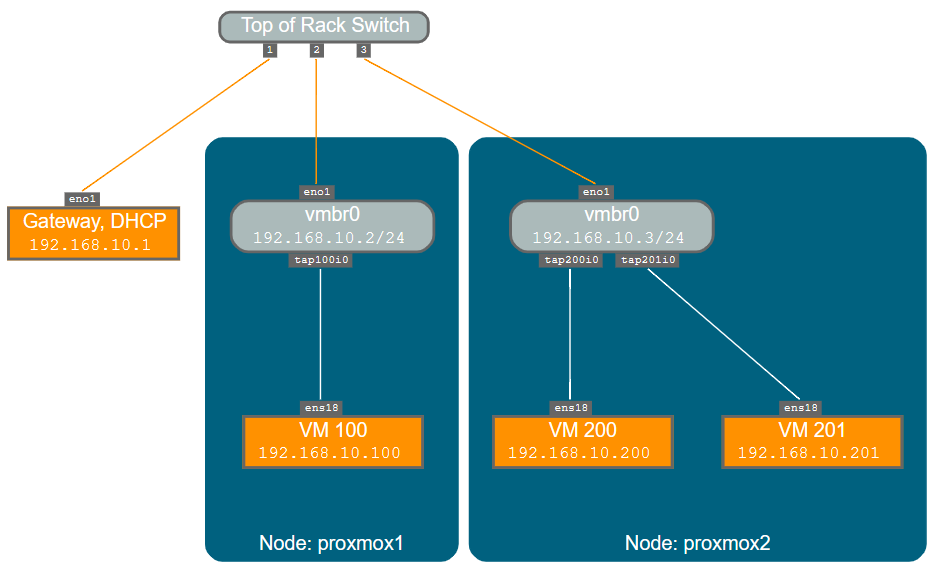 Top of Rack Switch
1 2 3
eno1 eno1 eno1
Gateway, DHCP
192.168.10.1
vmbr0
192.168.10.2/24
tap100i0
vmbr0
192.168.10.3/24
tap200i0 tap201i0
ens18
VM 100
192.168.10.100
ens18
VM 200
192.168.10.200
ens18
VM 201
192.168.10.201
Node: proxmox1
Node: proxmox2